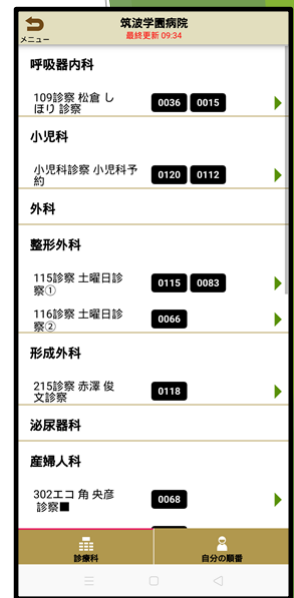 筑波学園病院
メニュー
最終更新 09:34
呼吸器内科
109診察 松倉 し
ほり 診察
0036 0015
小児科
小児科診察 小児科予
約
0120 0112
外科
整形外科
115診察 土曜日診
察①
0115 0083
116診察 土曜日診
察②
0066
形成外科
215診察 赤澤 俊
文診察
0118
泌尿器科
産婦人科
302エコ 角 央彦
診察■
0068
診療科
自分の順番